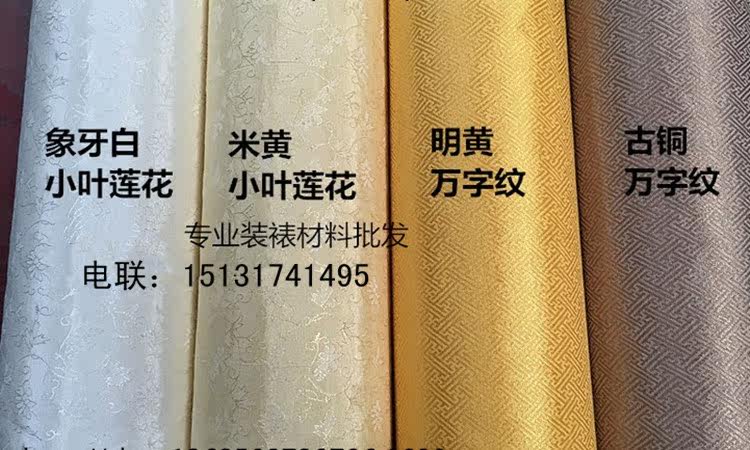 象牙白
小叶莲花
米黄
小叶莲花
明黄
万字纹
古铜
万字纹
专业装裱材料批发
电联：15131741495